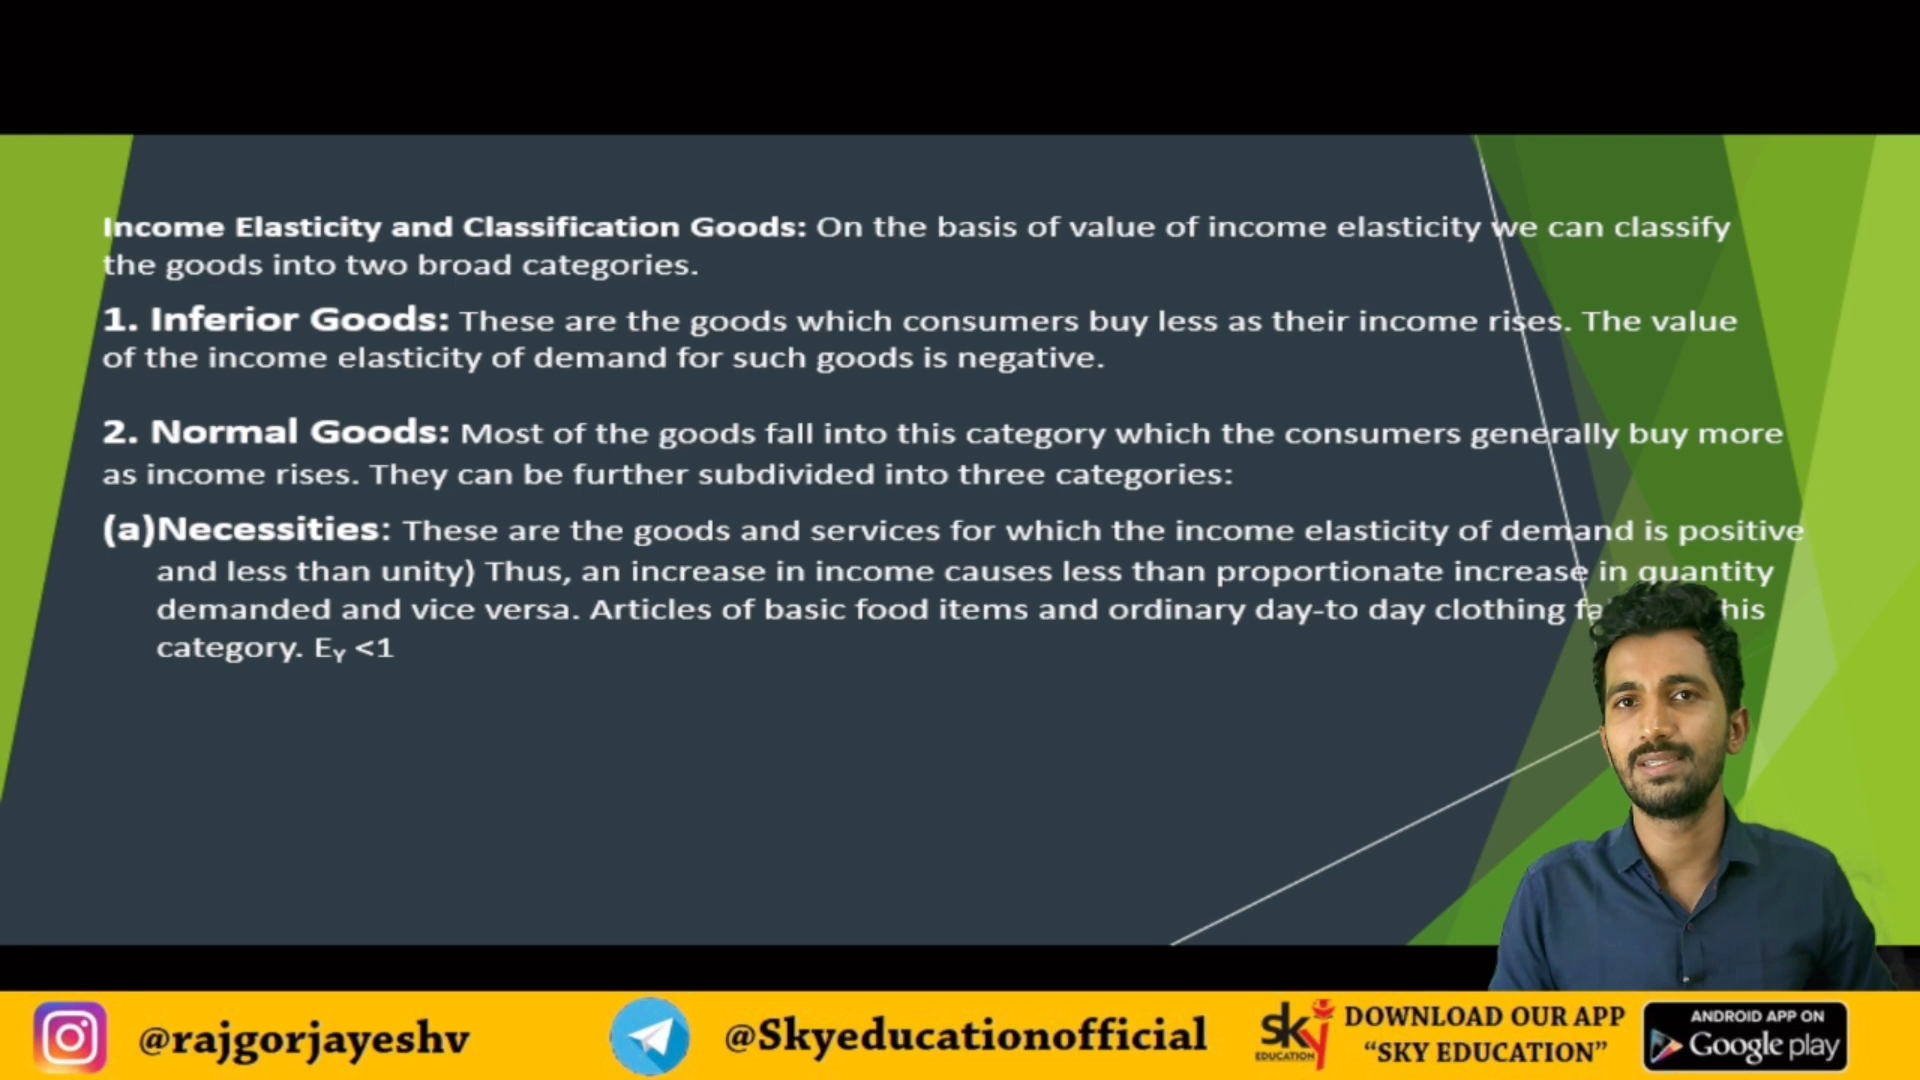 Income Elasticity and Classification Goods: On the basis of value of income elasticity we can classify
the goods into two broad categories.
1. Inferior Goods: These are the goods which consumers buy less as their income rises. The value
of the income elasticity of demand for such goods is negative.
2. Normal Goods: Most of the goods fall into this category which the consumers generally buy more
as income rises. They can be further subdivided into three categories:
(a)Necessities: These are the goods and services for which the income elasticity of demand is positive
and less than unity) Thus, an increase in income causes less than proportionate increase in quantity
demanded and vice versa. Articles of basic food items and ordinary day-to day clothing
category. EY <1
@rajgorjayeshv
@Skyeducationofficial
sky
EDUCATION
DOWNLOAD OUR APP
“SKY EDUCATION”
ANDROID APP ON
Google play